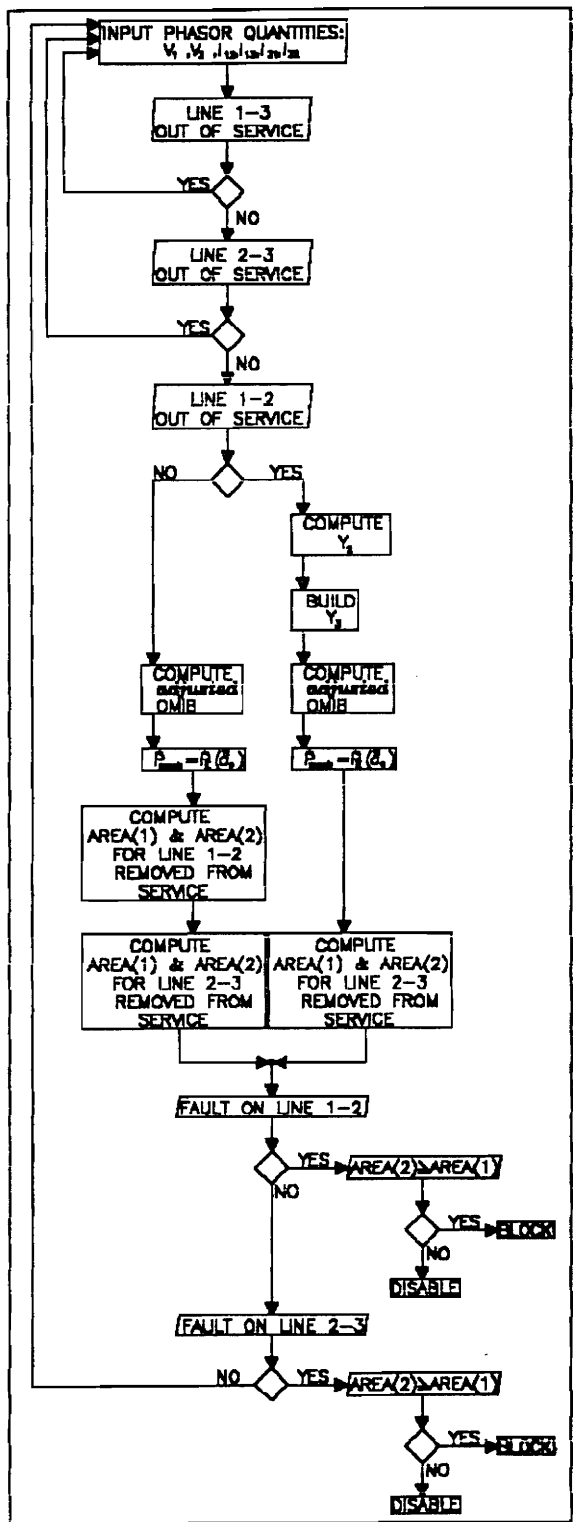 INPUT PHASOR QUANTITIES:
V₁ ,V₂ ,
LINE 1-3
OUT OF SERVICE
YES
NO
LINE 2-3
OUT OF SERVICE
YES
NO
LINE 1-2
OUT OF SERVICE
NO
YES
COMPUTE
BUILD
Y₃
COMPUTE
adjusted
OMIB
COMPUTE
adjusted
OMIB
COMPUTE
AREA(1) & AREA(2)
FOR LINE 1-2
REMOVED FROM
SERVICE
COMPUTE
AREA(1) & AREA(2)
FOR LINE 2-3
REMOVED FROM
SERVICE
COMPUTE
AREA(1) & AREA(2)
FOR LINE 2-3
REMOVED FROM
SERVICE
FAULT ON LINE 1-2
YES
AREA(2)≥AREA(1)
NO
YES
BLOCK
NO
DISABLE
FAULT ON LINE 2-3
NO
YES
AREA(2)≥AREA(1)
YES
BLOCK
NO
DISABLE